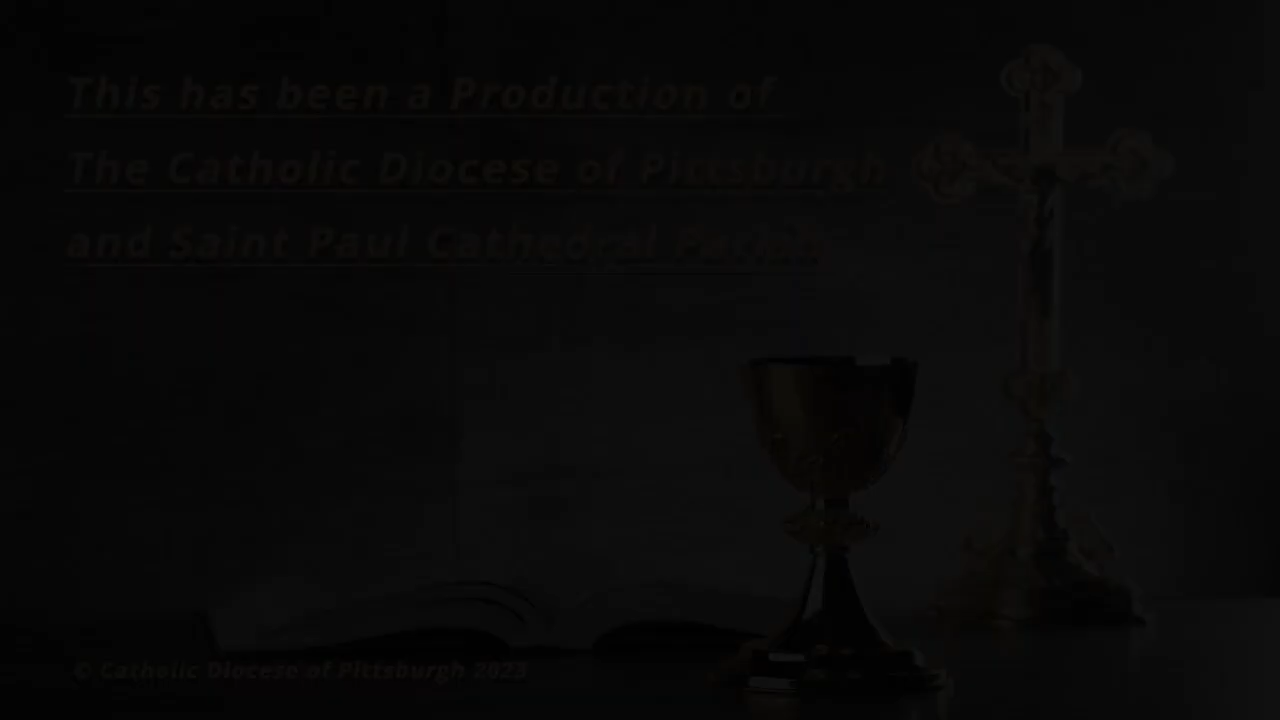 This has been a Production of
The Catholic Diocese of Pittsburgh
and Saint Paul Cathedral Parish
© Catholic Diocese of Pittsburgh 2023